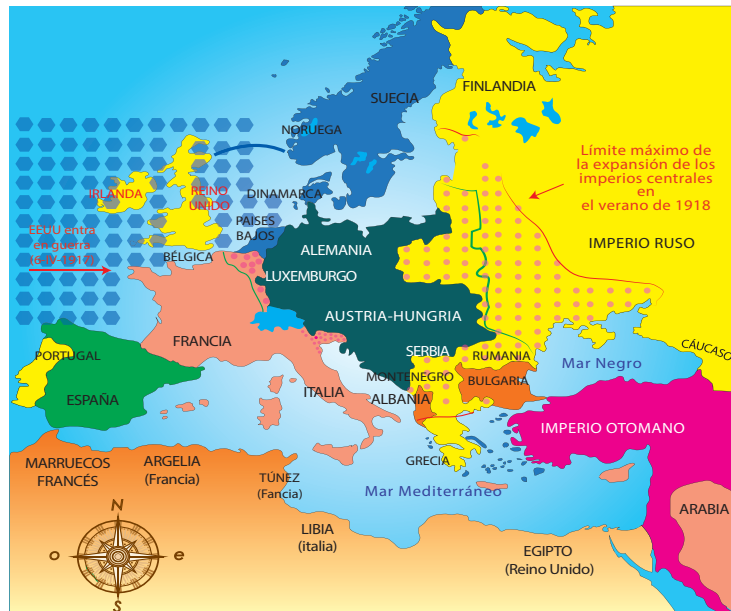 FINLANDIA
SUECIA
NORUEGA
Límite máximo de
la expansión de los
imperios centrales
en
el verano de 1918
IRLANDA
REINO
UNIDO
DINAMARCA
PAISES
BAJOS
EEUU entra
en guerra
(6-IV-1917)
BÉLGICA
ALEMANIA
IMPERIO RUSO
LUXEMBURGO
AUSTRIA-HUNGRIA
FRANCIA
SERBIA
RUMANIA
Mar Negro
CÁUCASO
PORTUGAL
MONTENEGRO
BULGARIA
ESPAÑA
ITALIA
ALBANIA
IMPERIO OTOMANO
GRECIA
MARRUECOS
FRANCÉS
ARGELIA
(Francia)
TÚNEZ
(Fancia)
Mar Mediterráneo
ARABIA
LIBIA
(italia)
EGIPTO
(Reino Unido)
N
o
e
S